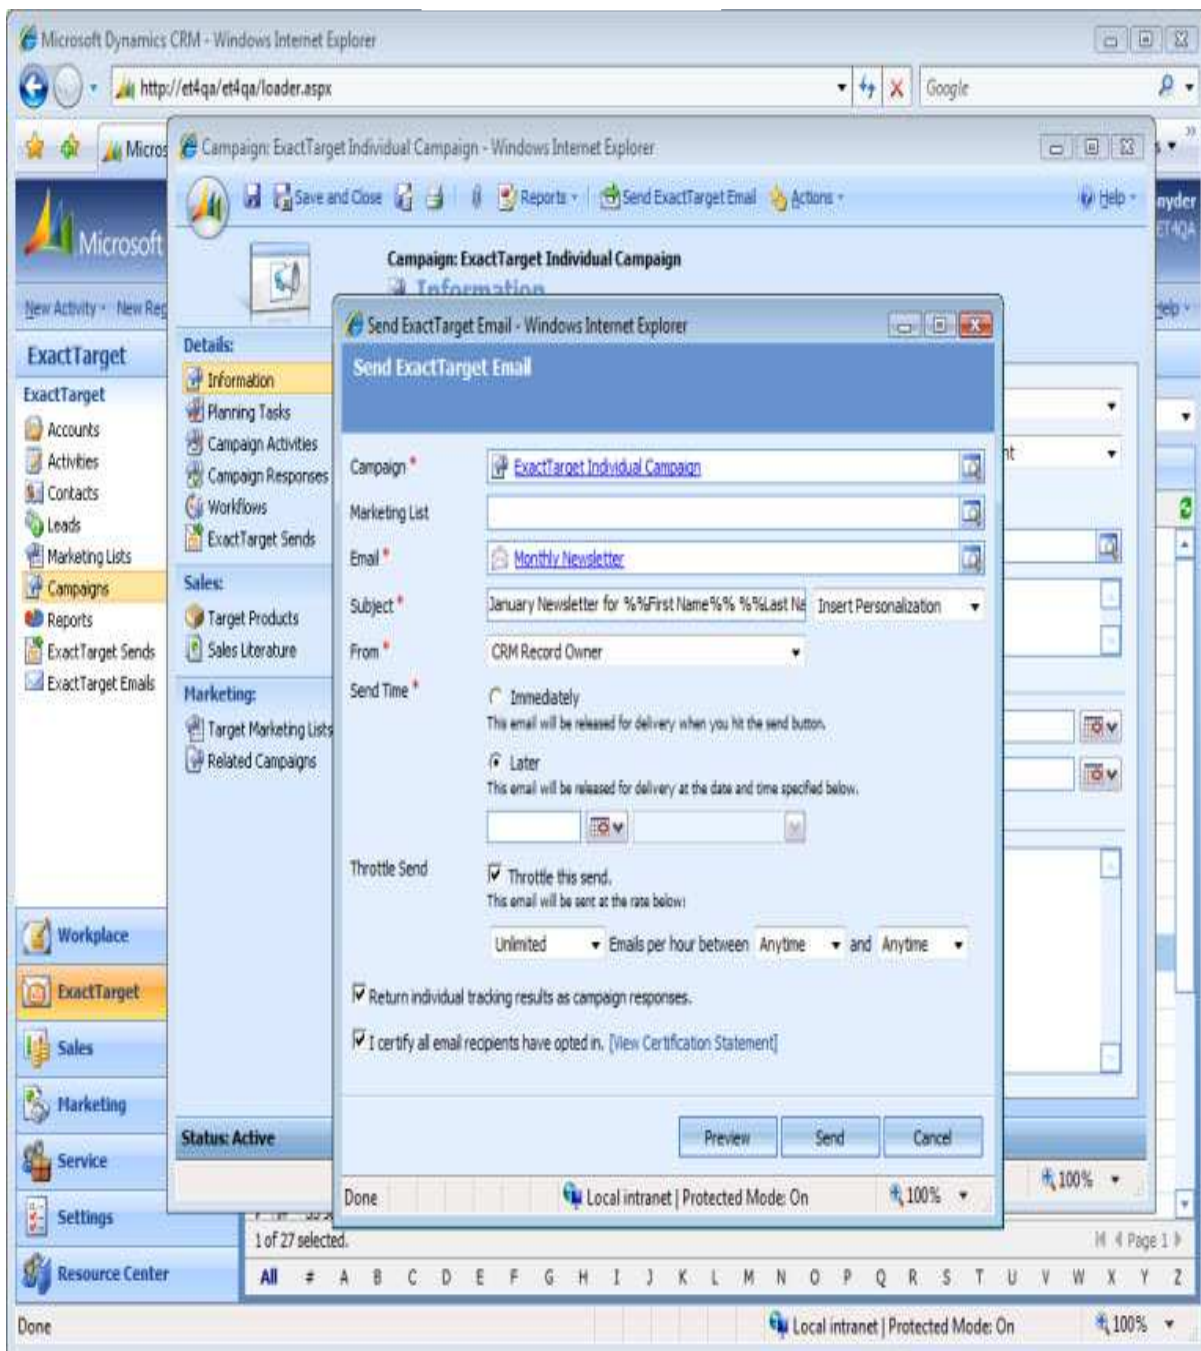 Microsoft Dynamics CRM - Windows Internet Explorer
http://et4qa/et4qa/loader.aspx
Google
Micros
Campaign: ExactTarget Individual Campaign - Windows Internet Explorer
Save and Close
Reports
Send ExactTarget Email
Actions
Help
nyder
ET4QA
Microsoft
Campaign: ExactTarget Individual Campaign
Information
New Activity
New Rec
Help
ExactTarget
ExactTarget
Accounts
Activities
Contacts
Leads
Marketing Lists
Campaigns
Reports
ExactTarget Sends
ExactTarget Emails
Workplace
ExactTarget
Sales
Marketing
Service
Settings
Resource Center
Details:
Information
Planning Tasks
Campaign Activities
Campaign Responses
Workflows
ExactTarget Sends
Sales:
Target Products
Sales Literature
Marketing:
Target Marketing Lists
Related Campaigns
Status: Active
nt
Send ExactTarget Email - Windows Internet Explorer
Send ExactTarget Email
Campaign * ExactTarget Individual Campaign
Marketing List
Email * Monthly Newsletter
Subject * January Newsletter for %%First Name%% %%Last Na Insert Personalization
From * CRM Record Owner
Send Time * Immediately
This email will be released for delivery when you hit the send button.
Later
This email will be released for delivery at the date and time specified below.
Throttle Send Throttle this send.
This email will be sent at the rate below:
Unlimited Emails per hour between Anytime and Anytime
Return individual tracking results as campaign responses.
I certify all email recipients have opted in. [View Certification Statement]
Preview Send Cancel
Done Local intranet | Protected Mode: On 100%
100%
1 of 27 selected. Page 1
All # A B C D E F G H I J K L M N O P Q R S T U V W X Y Z
Done Local intranet | Protected Mode: On 100%